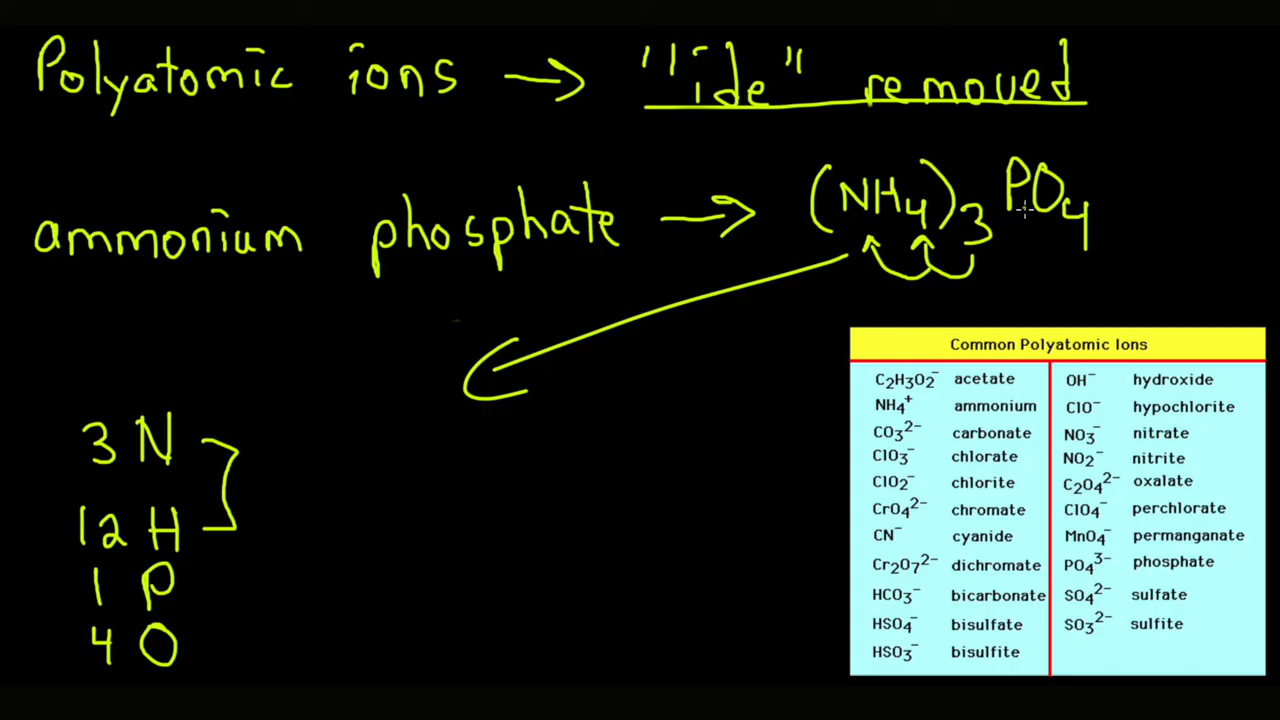 Polyatomic ions → "ide" removed
ammonium phosphate → (NH4)3 PO4
3 N
12 H
1 P
4 O
Common Polyatomic Ions
C2H3O2⁻ acetate
NH4⁺ ammonium
CO3²⁻ carbonate
ClO3⁻ chlorate
ClO2⁻ chlorite
CrO4²⁻ chromate
CN⁻ cyanide
Cr2O7²⁻ dichromate
HCO3⁻ bicarbonate
HSO4⁻ bisulfate
HSO3⁻ bisulfite
OH⁻ hydroxide
ClO⁻ hypochlorite
NO3⁻ nitrate
NO2⁻ nitrite
C2O4²⁻ oxalate
ClO4⁻ perchlorate
MnO4⁻ permanganate
PO4³⁻ phosphate
SO4²⁻ sulfate
SO3²⁻ sulfite